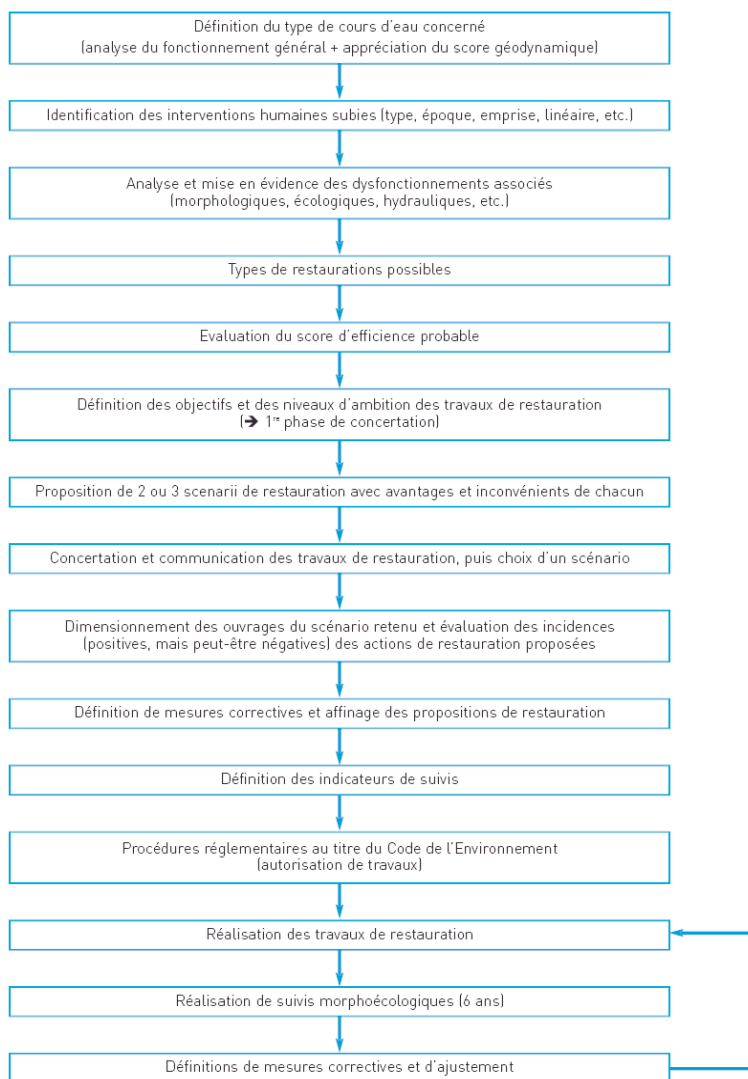 Définition du type de cours d'eau concerné
(analyse du fonctionnement général + appréciation du score géodynamique)
Identification des interventions humaines subies (type, époque, emprise, linéaire, etc.)
Analyse et mise en évidence des dysfonctionnements associés
(morphologiques, écologiques, hydrauliques, etc.)
Types de restaurations possibles
Evaluation du score d'efficience probable
Définition des objectifs et des niveaux d'ambition des travaux de restauration
(➔ 1re phase de concertation)
Proposition de 2 ou 3 scenarii de restauration avec avantages et inconvénients de chacun
Concertation et communication des travaux de restauration, puis choix d'un scénario
Dimensionnement des ouvrages du scénario retenu et évaluation des incidences
(positives, mais peut-être négatives) des actions de restauration proposées
Définition de mesures correctives et affinage des propositions de restauration
Définition des indicateurs de suivis
Procédures réglementaires au titre du Code de l'Environnement
(autorisation de travaux)
Réalisation des travaux de restauration
Réalisation de suivis morphoécologiques (6 ans)
Définitions de mesures correctives et d'ajustement